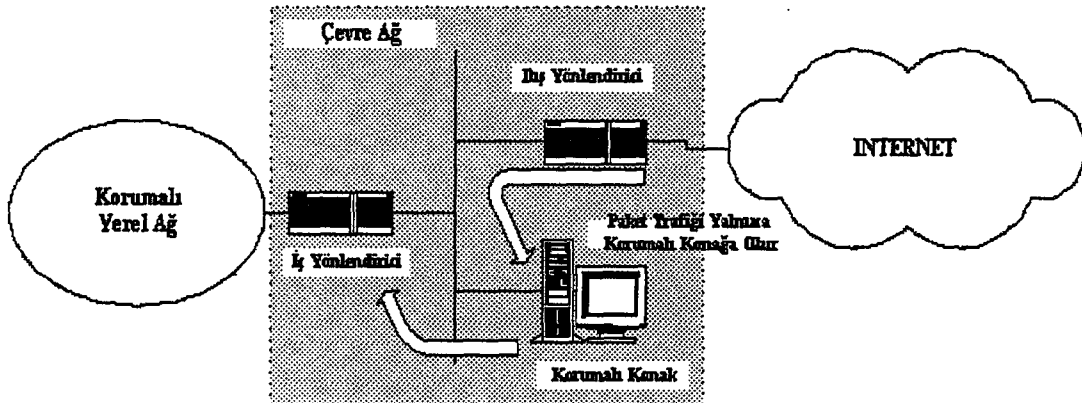 Çevre Ağ
Dış Yönlendirici
INTERNET
Korumalı
Yerel Ağ
Paket Trafiği Yalnızca
Korumalı Konağa Olur
İç Yönlendirici
Korumalı Konak